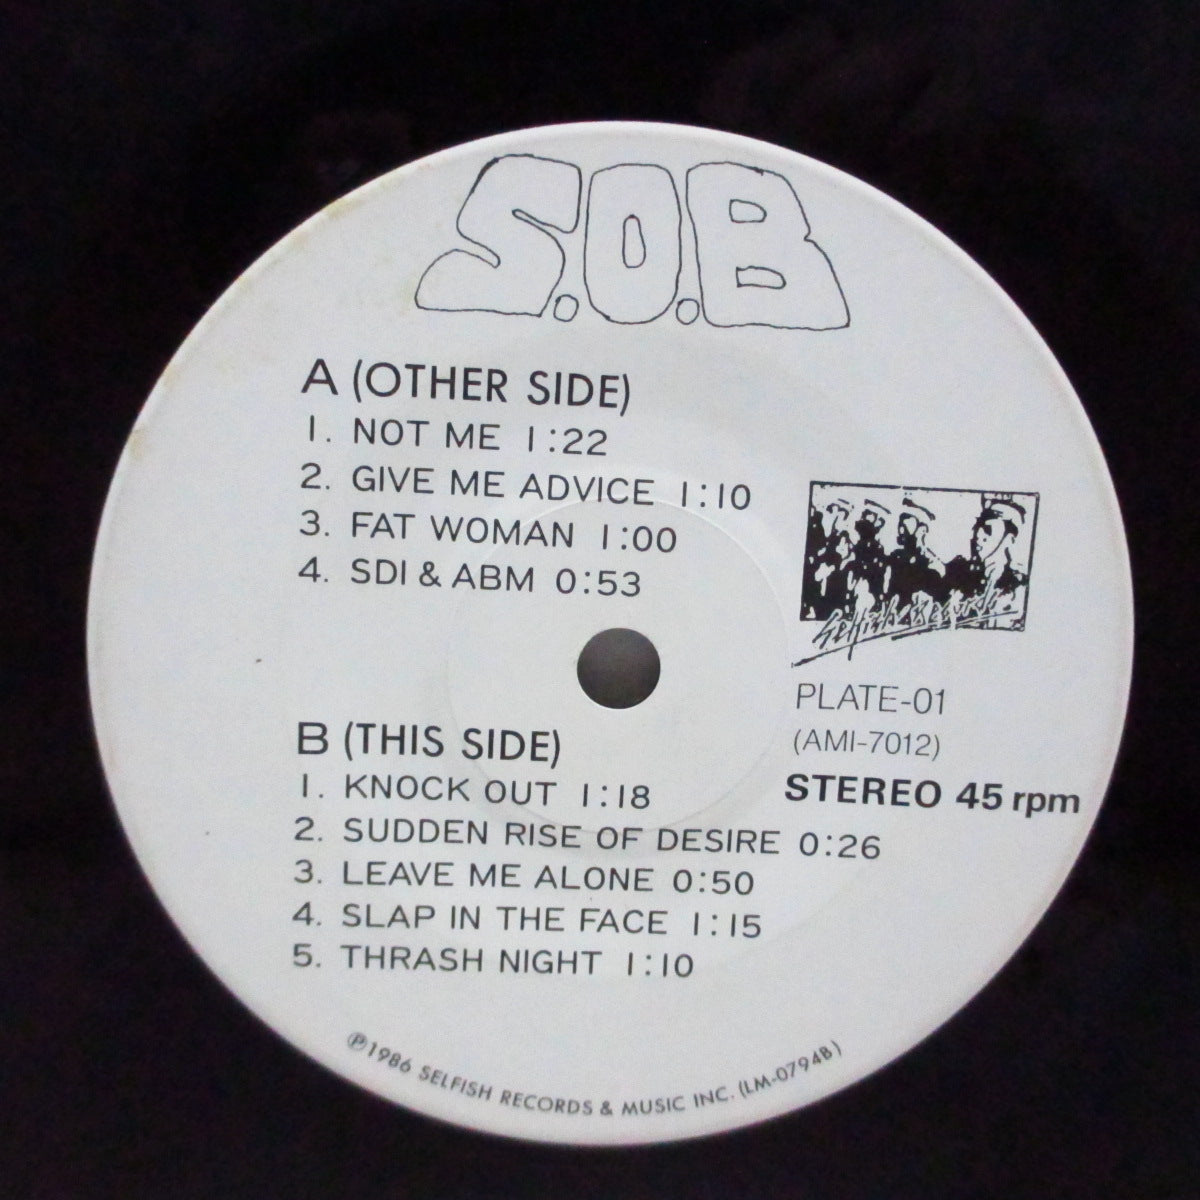 S.O.B
A (OTHER SIDE)
1. NOT ME 1:22
2. GIVE ME ADVICE 1:10
3. FAT WOMAN 1:00
4. SDI & ABM 0:53
Selfish Records
PLATE-01
(AMI-7012)
STEREO 45 rpm
B (THIS SIDE)
1. KNOCK OUT 1:18
2. SUDDEN RISE OF DESIRE 0:26
3. LEAVE ME ALONE 0:50
4. SLAP IN THE FACE 1:15
5. THRASH NIGHT 1:10
℗1986 SELFISH RECORDS & MUSIC INC. (LM-0794B)